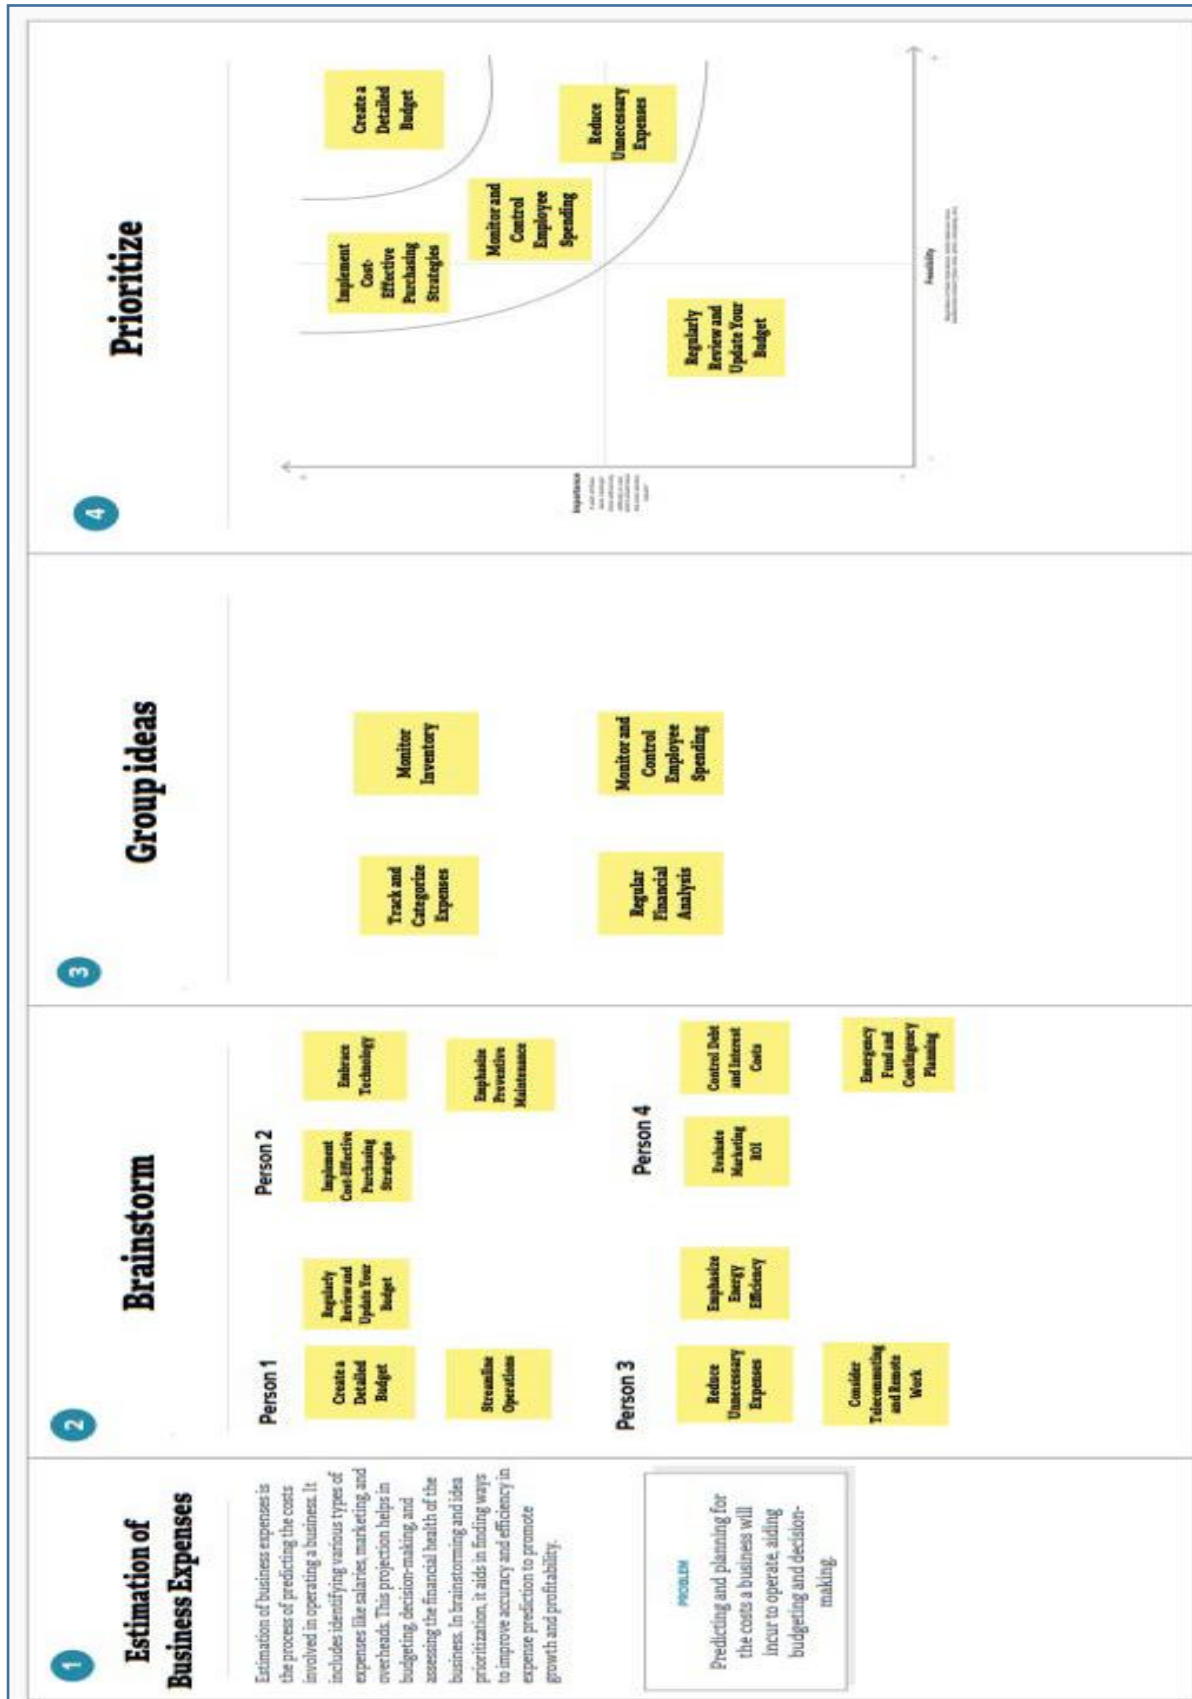 1
Estimation of
Business Expenses
Estimation of business expenses is
the process of predicting the costs
involved in operating a business. It
includes identifying various types of
expenses like salaries, marketing, and
overheads. This projection helps in
budgeting, decision-making, and
assessing the financial health of the
business. In brainstorming and idea
prioritization, it aids in finding ways
to improve accuracy and efficiency in
expense prediction to promote
growth and profitability.
PROBLEM
Predicting and planning for
the costs a business will
incur to operate, aiding
budgeting and decision-
making.
2
Brainstorm
Person 1
Create a
Detailed
Budget
Regularly
Review and
Update Your
Budget
Streamline
Operations
Person 2
Implement
Cost-Effective
Purchasing
Strategies
Embrace
Technology
Emphasize
Preventive
Maintenance
Person 3
Reduce
Unnecessary
Expenses
Emphasize
Energy
Efficiency
Consider
Telecommuting
and Remote
Work
Person 4
Evaluate
Marketing
ROI
Control Debt
and Interest
Costs
Emergency
Fund and
Contingency
Planning
3
Group ideas
Track and
Categorize
Expenses
Monitor
Inventory
Regular
Financial
Analysis
Monitor and
Control
Employee
Spending
4
Prioritize
Implement
Cost-
Effective
Purchasing
Strategies
Create a
Detailed
Budget
Monitor and
Control
Employee
Spending
Reduce
Unnecessary
Expenses
Regularly
Review and
Update Your
Budget
Importance
Feasibility